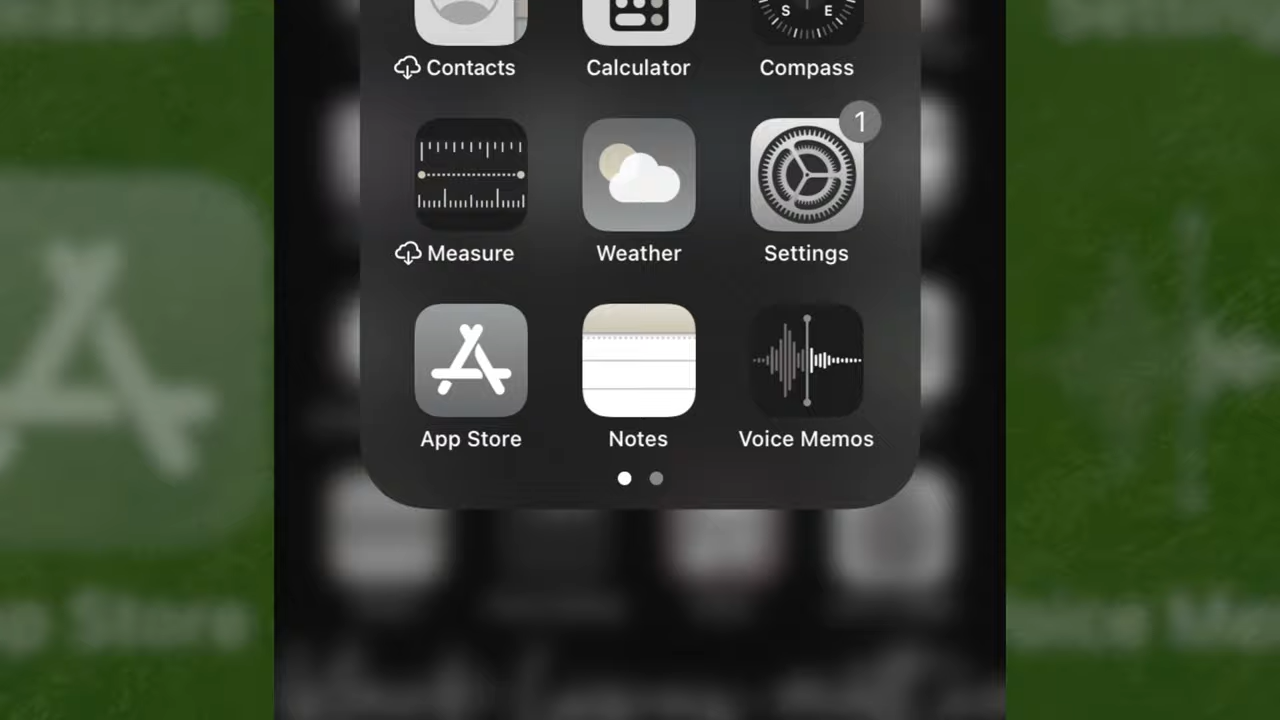 S E
Contacts Calculator Compass
1
Measure Weather Settings
App Store Notes Voice Memos